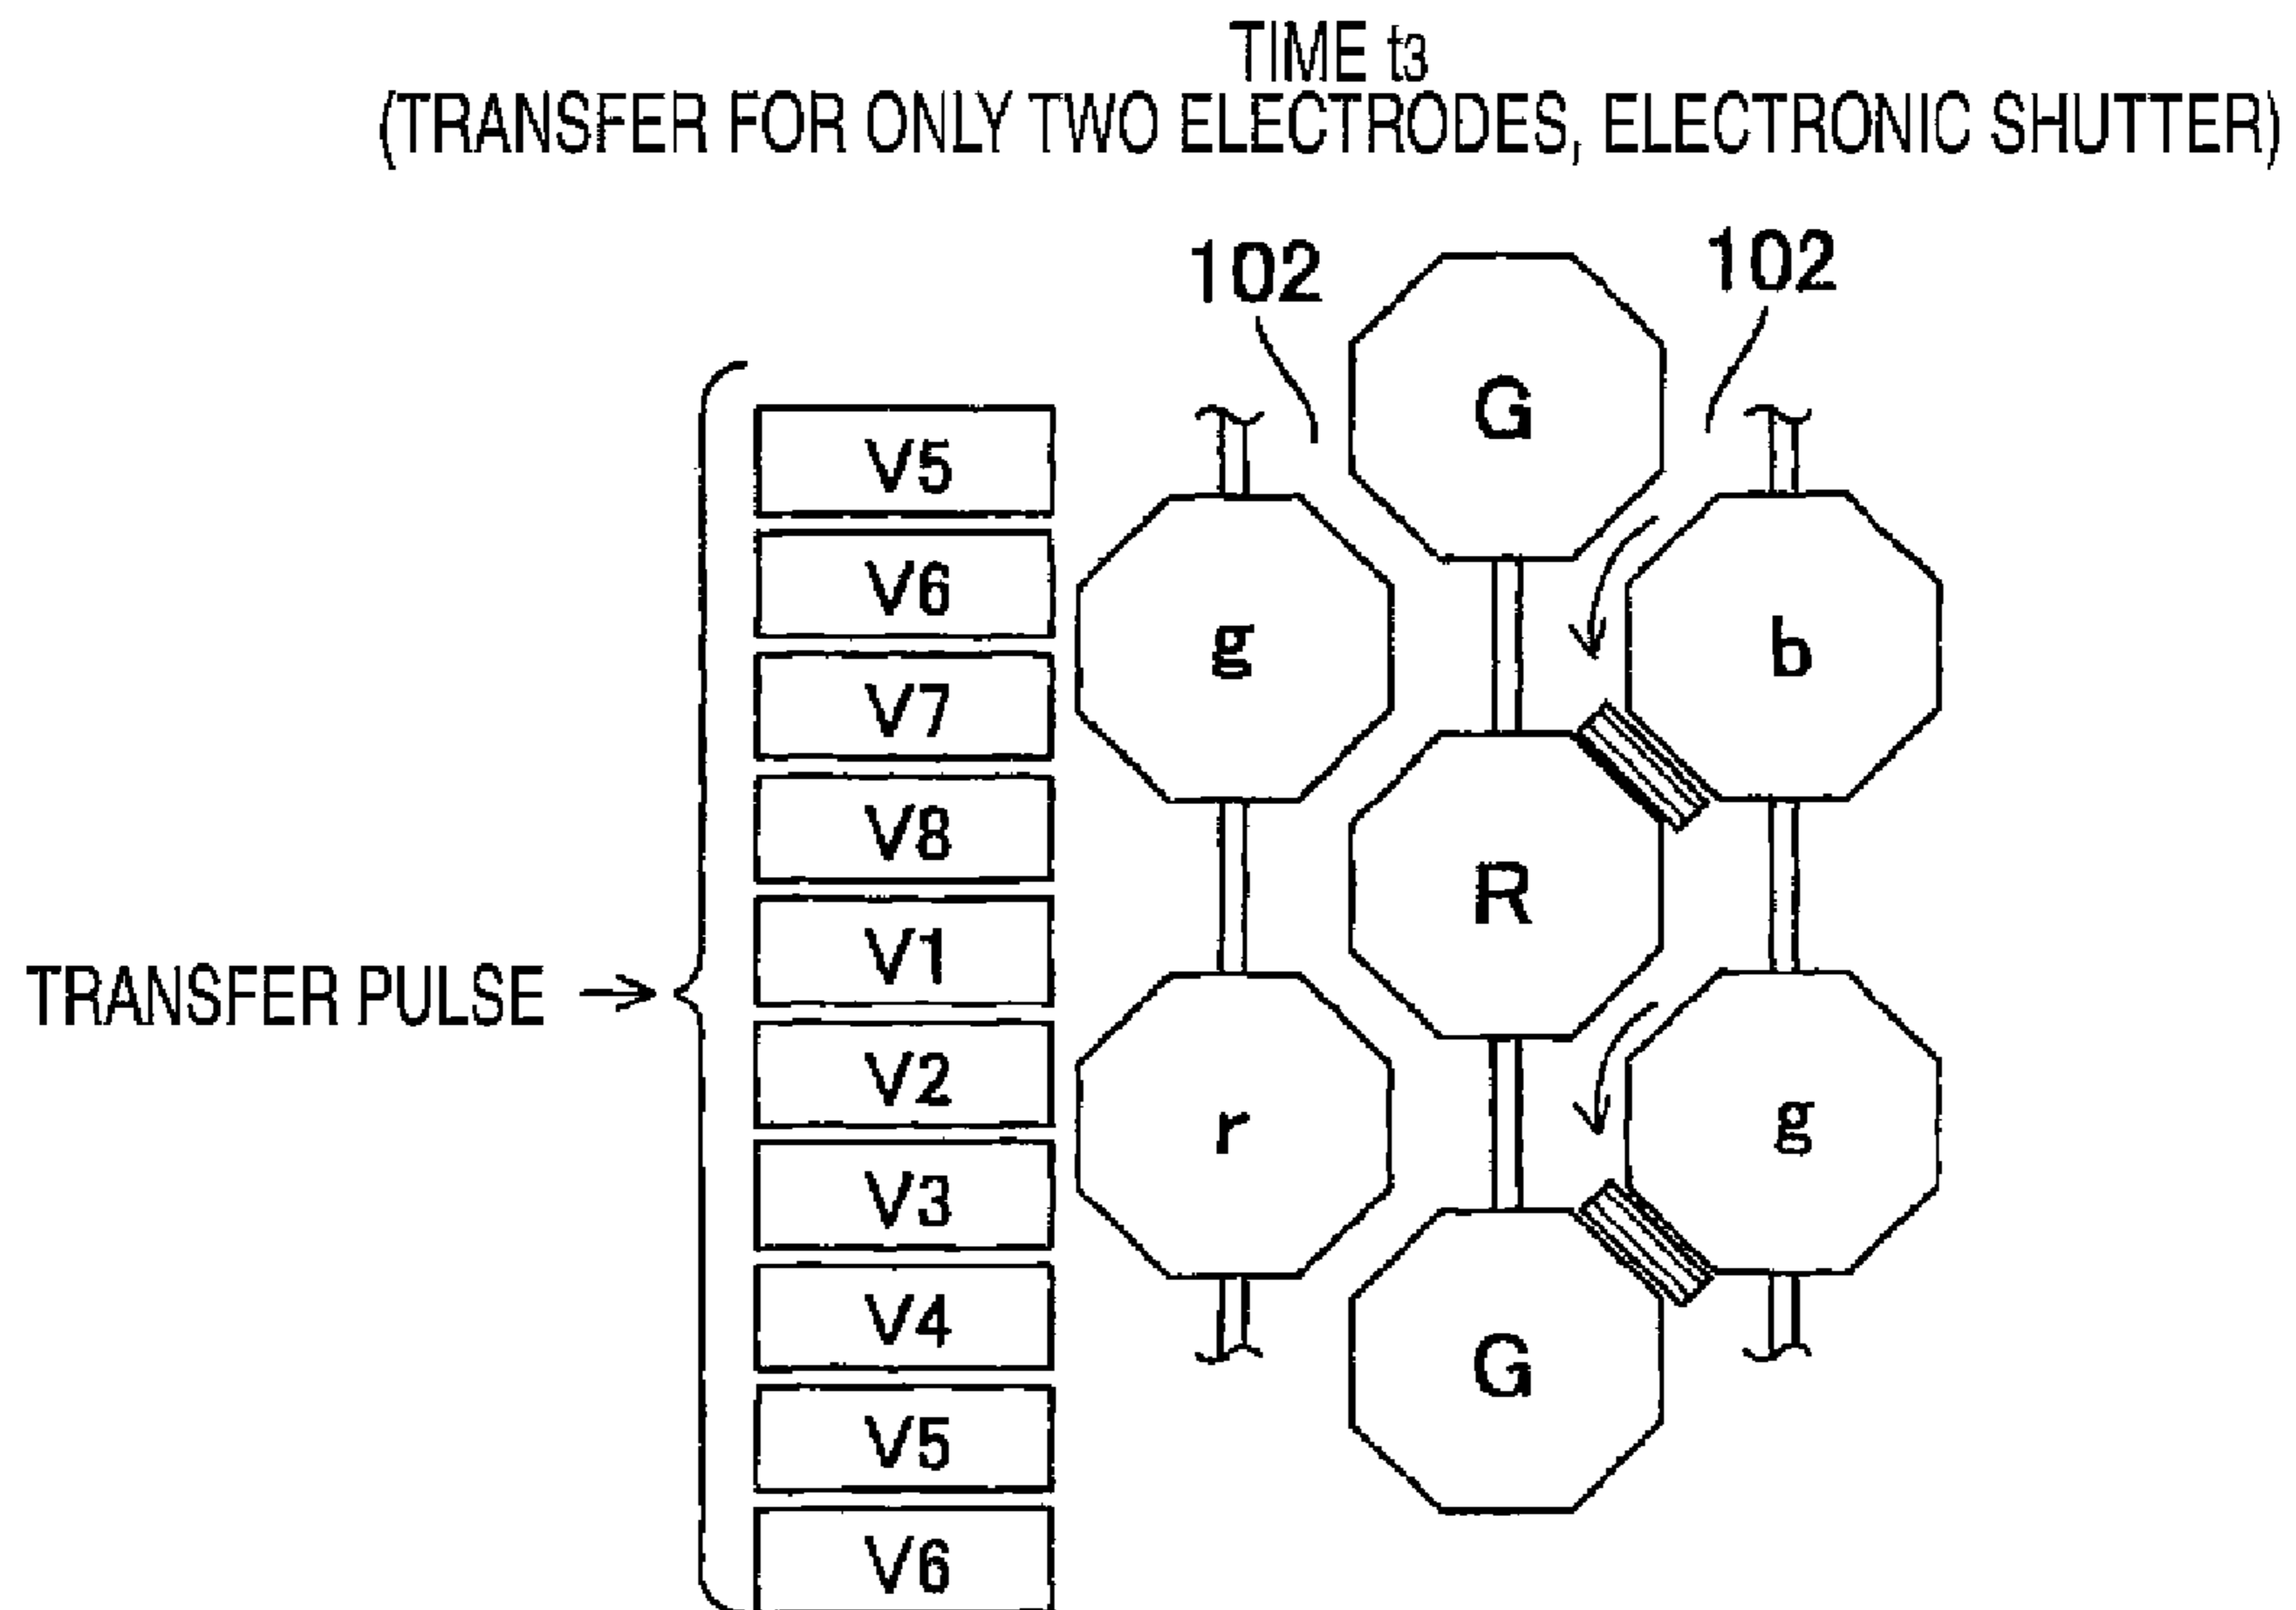 TIME t3
(TRANSFER FOR ONLY TWO ELECTRODES, ELECTRONIC SHUTTER)
102 102
G
V5
V6
g b
V7
V8
R
V1
TRANSFER PULSE →
V2
r g
V3
V4
G
V5
V6